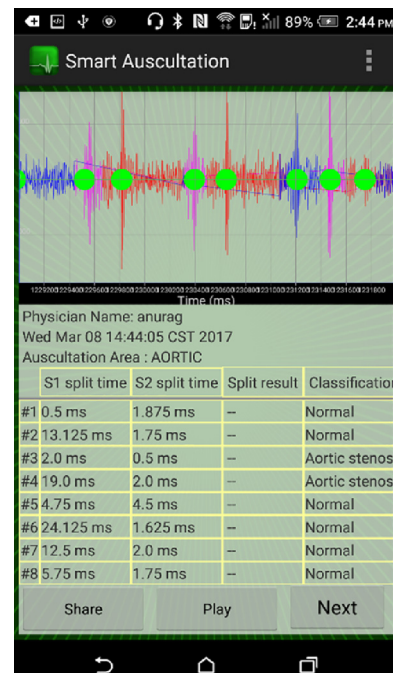 89% 2:44 PM
Smart Auscultation
Time (ms)
Physician Name: anurag
Wed Mar 08 14:44:05 CST 2017
Auscultation Area : AORTIC
S1 split time S2 split time Split result Classification
#1 0.5 ms 1.875 ms -- Normal
#2 13.125 ms 1.75 ms -- Normal
#3 2.0 ms 0.5 ms -- Aortic stenos
#4 19.0 ms 2.0 ms -- Aortic stenos
#5 4.75 ms 4.5 ms -- Normal
#6 24.125 ms 1.625 ms -- Normal
#7 12.5 ms 2.0 ms -- Normal
#8 5.75 ms 1.75 ms -- Normal
Share Play Next